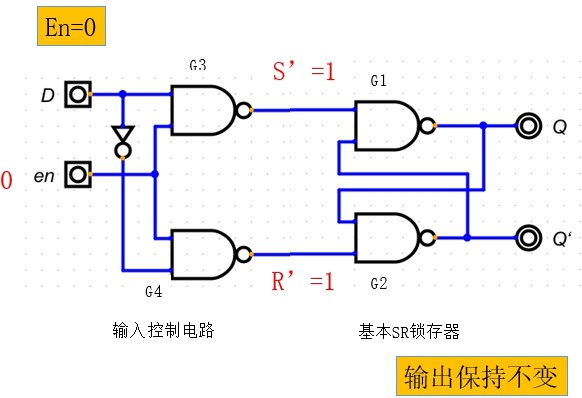 En=0
G3
S’=1
G1
D
Q
0
en
Q‘
G4
R’=1
G2
输入控制电路
基本SR锁存器
输出保持不变